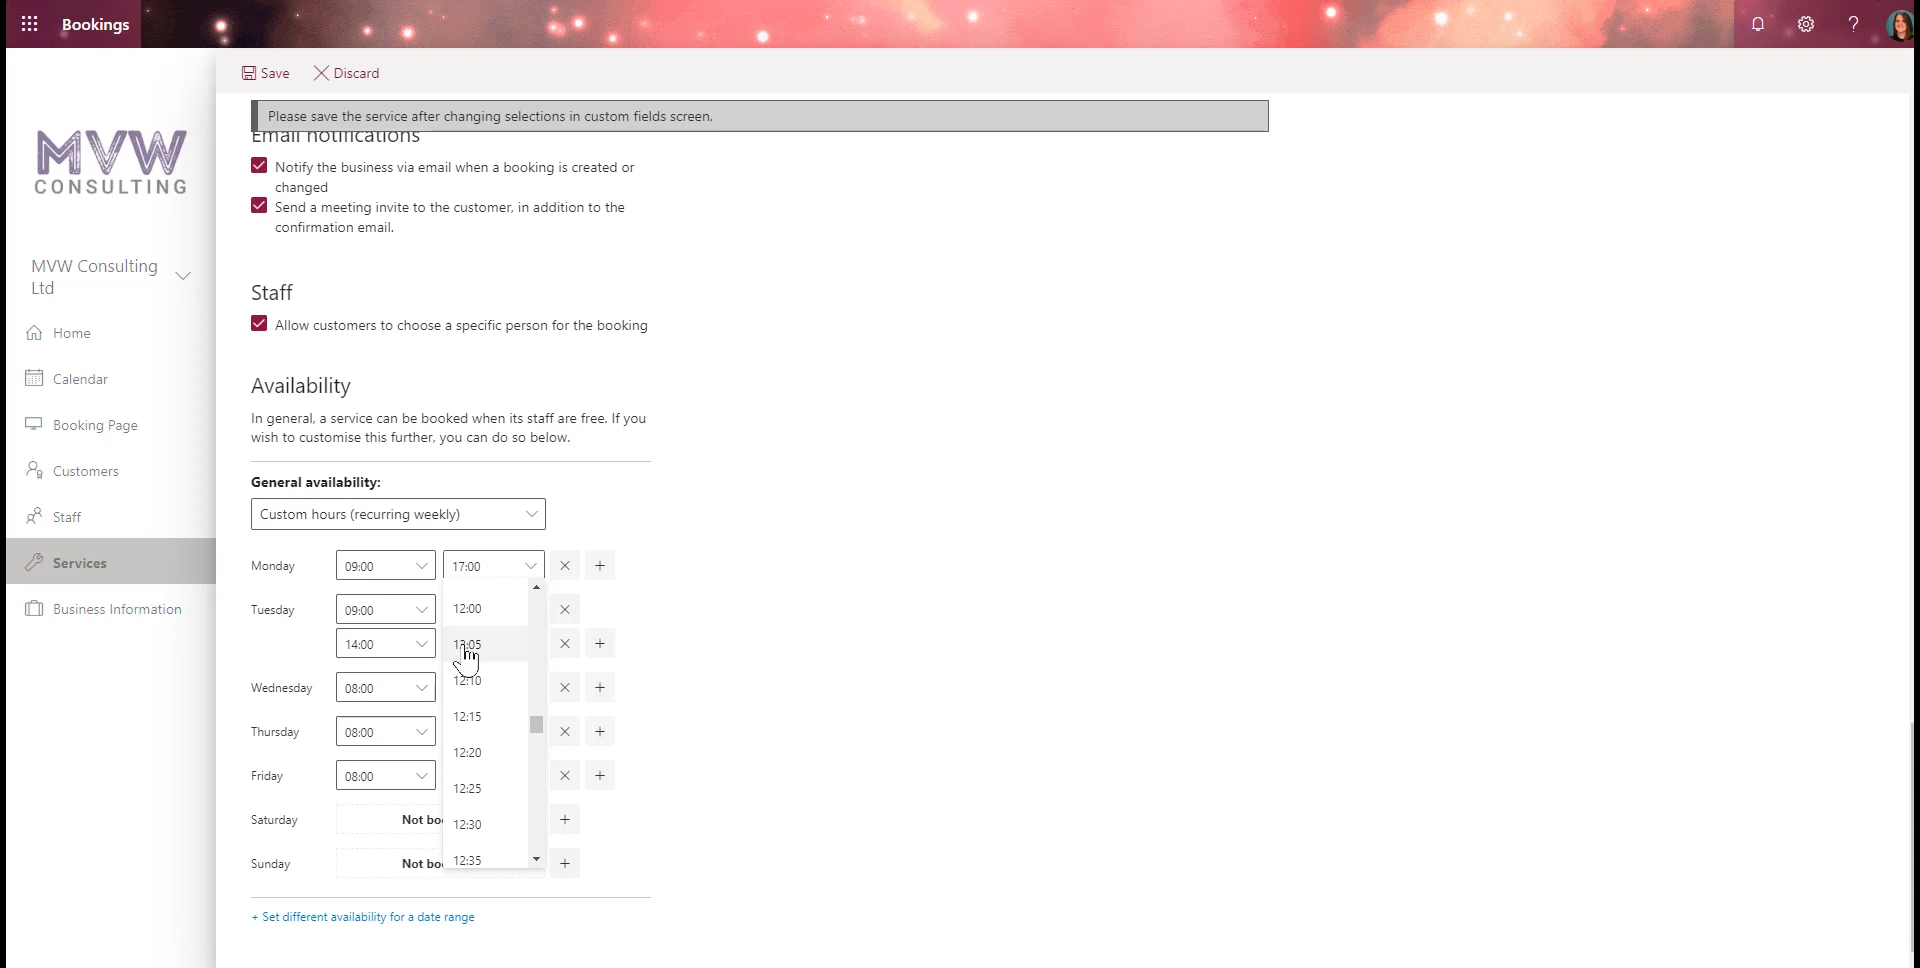 Bookings
Save
Discard
Please save the service after changing selections in custom fields screen.
MVW
CONSULTING
Email notifications
Notify the business via email when a booking is created or
changed
Send a meeting invite to the customer, in addition to the
confirmation email.
MVW Consulting
Ltd
Home
Calendar
Booking Page
Customers
Staff
Services
Business Information
Staff
Allow customers to choose a specific person for the booking
Availability
In general, a service can be booked when its staff are free. If you
wish to customise this further, you can do so below.
General availability:
Custom hours (recurring weekly)
Monday 09:00 17:00
Tuesday 09:00
14:00
Wednesday 08:00
Thursday 08:00
Friday 08:00
Saturday Not
Sunday Not
12:00
12:10
12:15
12:20
12:25
12:30
12:35
+ Set different availability for a date range